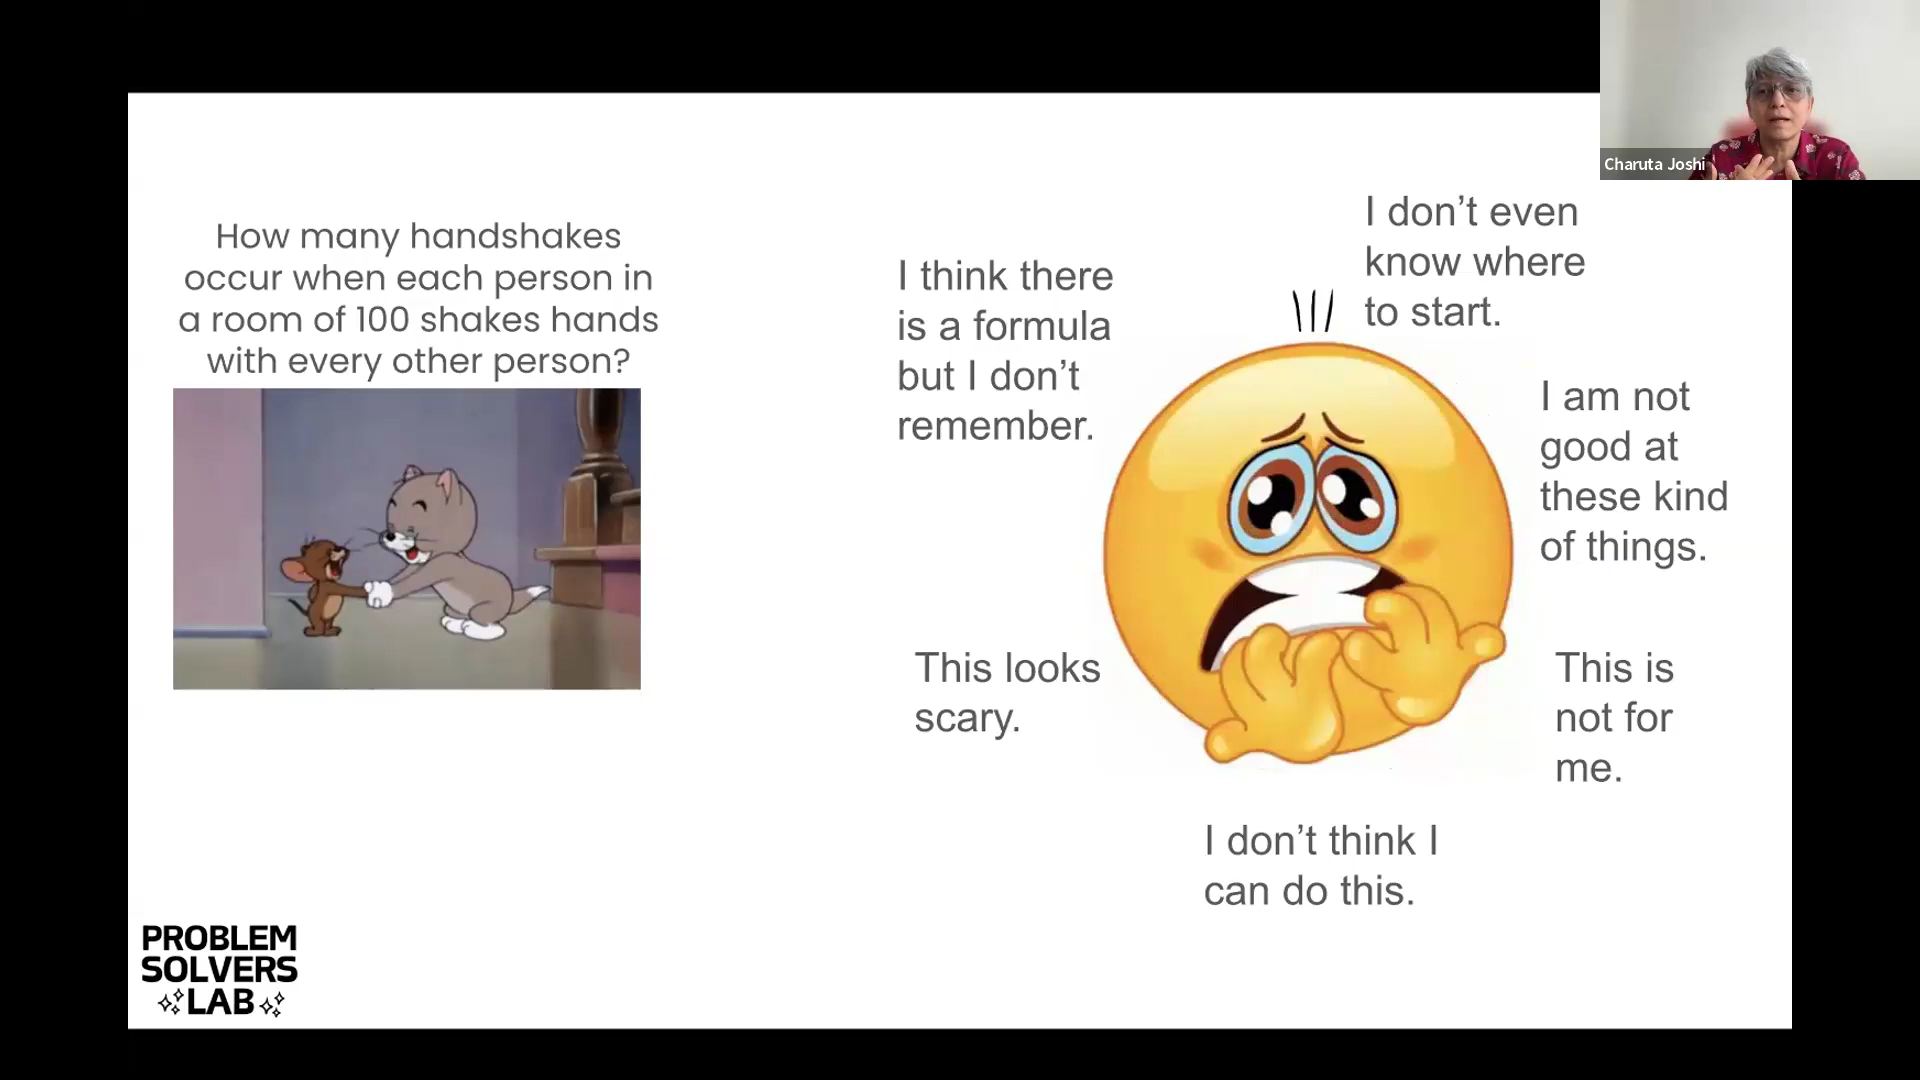 Charuta Joshi
How many handshakes
occur when each person in
a room of 100 shakes hands
with every other person?
I think there
is a formula
but I don’t
remember.
I don’t even
know where
to start.
I am not
good at
these kind
of things.
This looks
scary.
This is
not for
me.
I don’t think I
can do this.
PROBLEM
SOLVERS
LAB